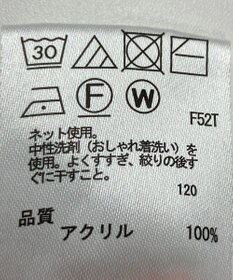 30
F W
F52T
ネット使用。
中性洗剤（おしゃれ着洗い）を
使用。よくすすぎ、絞りの後す
ぐに干すこと。
120
品質
アクリル 100%